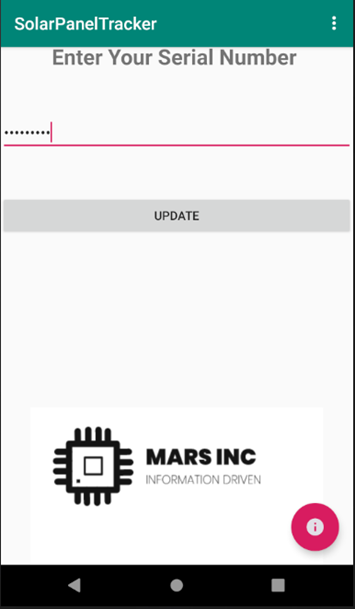 SolarPanelTracker
Enter Your Serial Number
•••••••••
UPDATE
MARS INC
INFORMATION DRIVEN